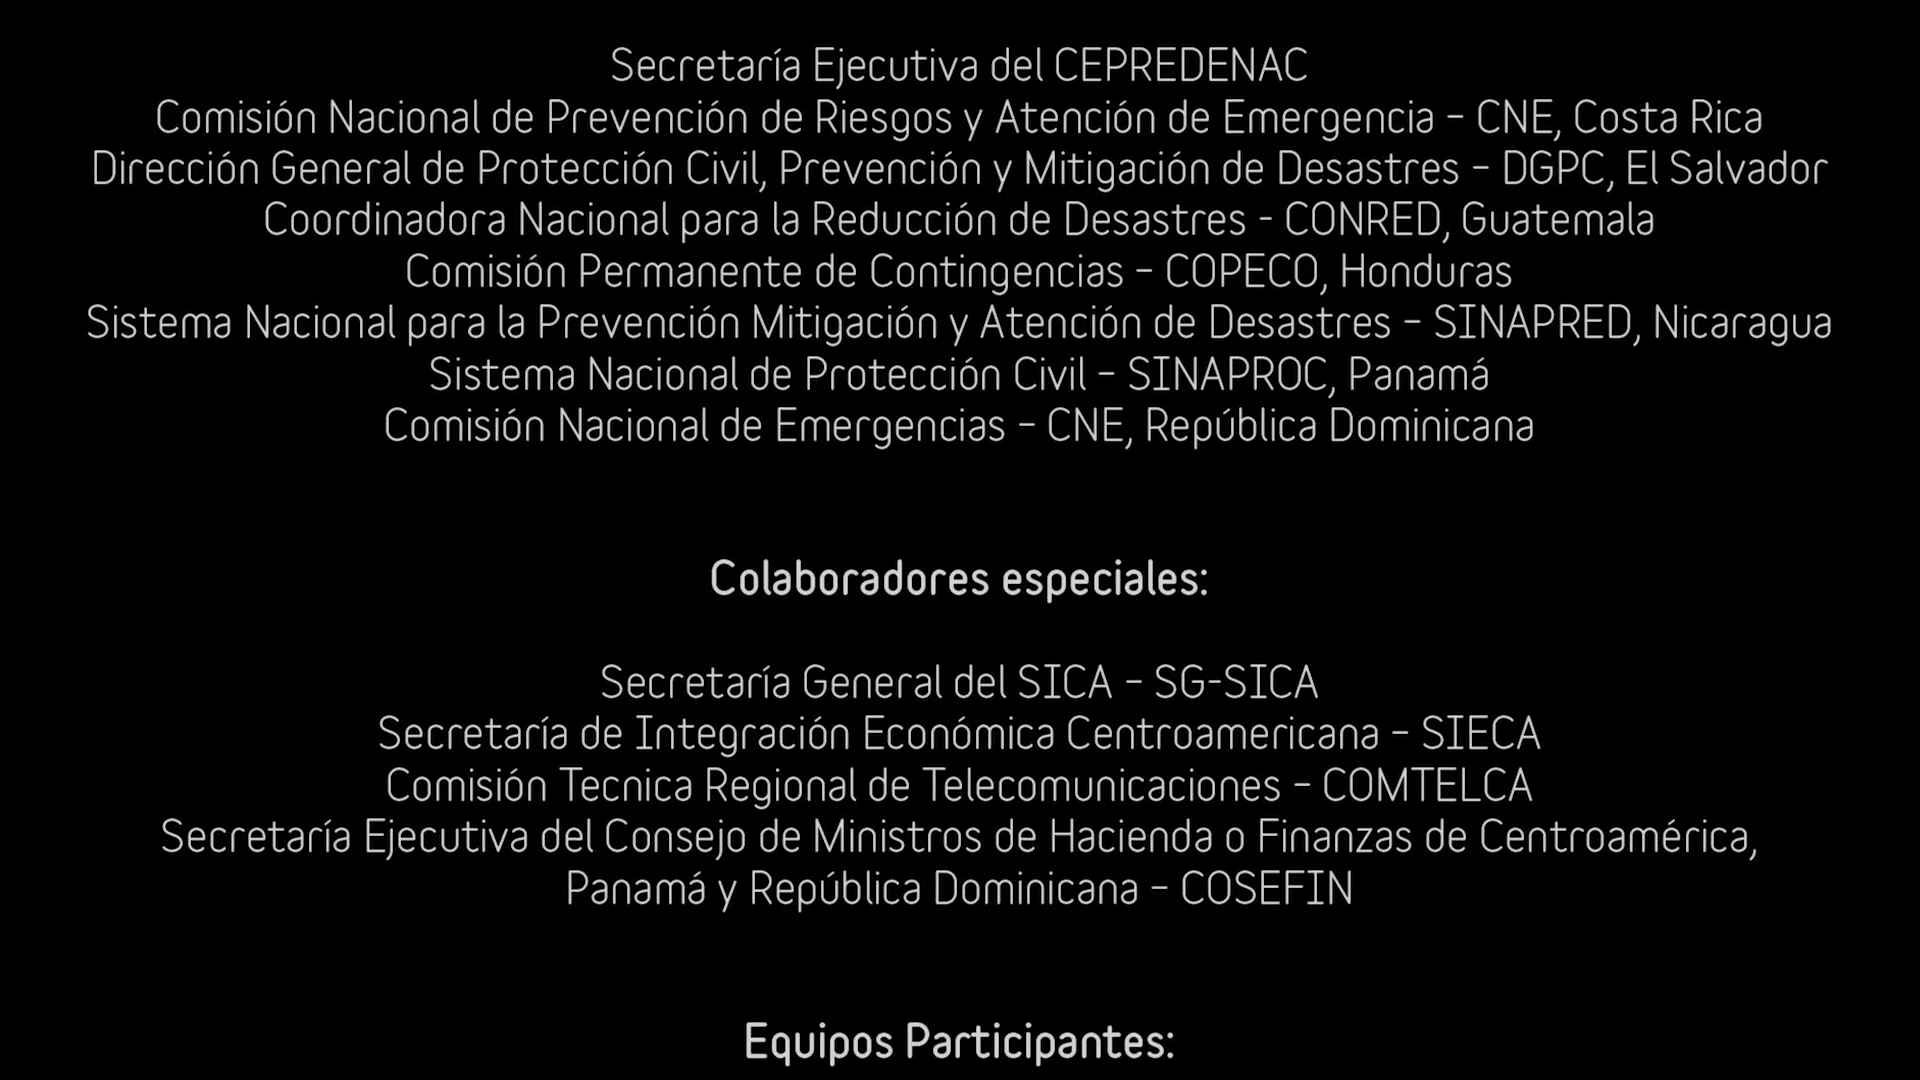 Secretaría Ejecutiva del CEPREDENAC
Comisión Nacional de Prevención de Riesgos y Atención de Emergencia – CNE, Costa Rica
Dirección General de Protección Civil, Prevención y Mitigación de Desastres – DGPC, El Salvador
Coordinadora Nacional para la Reducción de Desastres - CONRED, Guatemala
Comisión Permanente de Contingencias – COPECO, Honduras
Sistema Nacional para la Prevención Mitigación y Atención de Desastres – SINAPRED, Nicaragua
Sistema Nacional de Protección Civil – SINAPROC, Panamá
Comisión Nacional de Emergencias – CNE, República Dominicana
Colaboradores especiales:
Secretaría General del SICA – SG-SICA
Secretaría de Integración Económica Centroamericana – SIECA
Comisión Tecnica Regional de Telecomunicaciones – COMTELCA
Secretaría Ejecutiva del Consejo de Ministros de Hacienda o Finanzas de Centroamérica,
Panamá y República Dominicana – COSEFIN
Equipos Participantes: